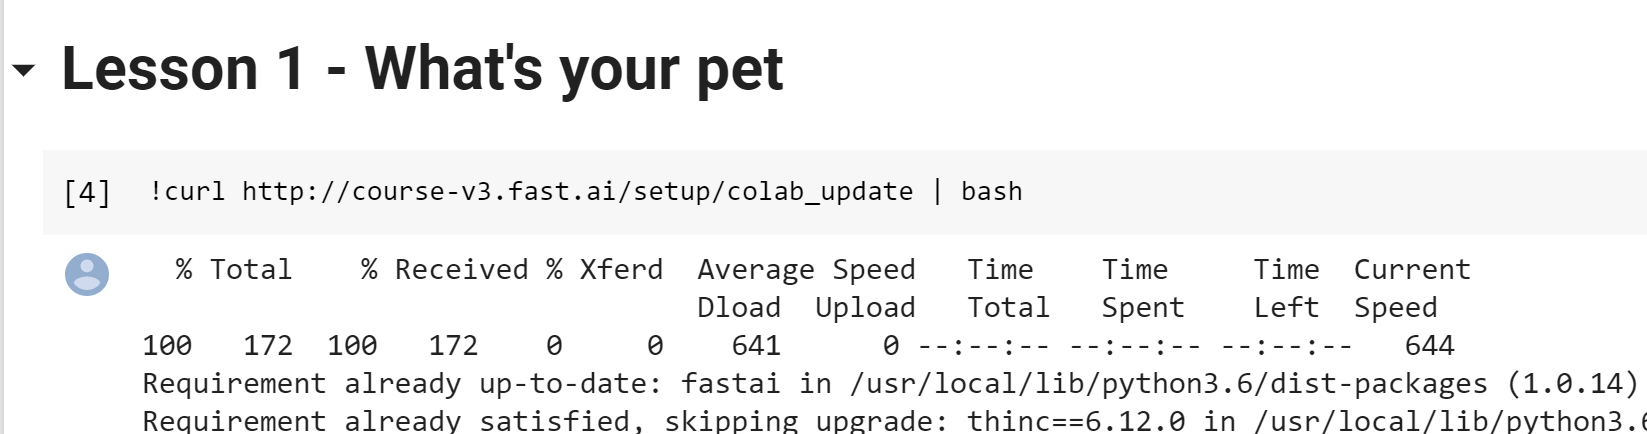 Lesson 1 - What's your pet
[4] !curl http://course-v3.fast.ai/setup/colab_update | bash
% Total % Received % Xferd Average Speed Time Time Time Current
Dload Upload Total Spent Left Speed
100 172 100 172 0 0 641 0 --:--:-- --:--:-- --:--:-- 644
Requirement already up-to-date: fastai in /usr/local/lib/python3.6/dist-packages (1.0.14)
Requirement already satisfied, skipping upgrade: thinc==6.12.0 in /usr/local/lib/python3.6